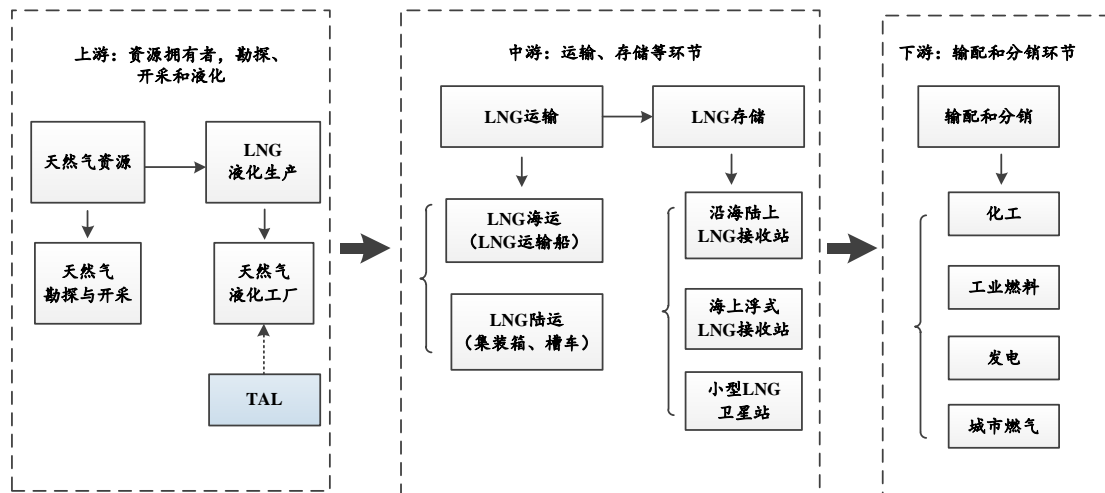 上游：资源拥有者，勘探、
开采和液化
天然气资源
LNG
液化生产
天然气
勘探与开采
天然气
液化工厂
TAL
中游：运输、存储等环节
LNG运输
LNG存储
LNG海运
（LNG运输船）
LNG陆运
（集装箱、槽车）
沿海陆上
LNG接收站
海上浮式
LNG接收站
小型LNG
卫星站
下游：输配和分销环节
输配和分销
化工
工业燃料
发电
城市燃气